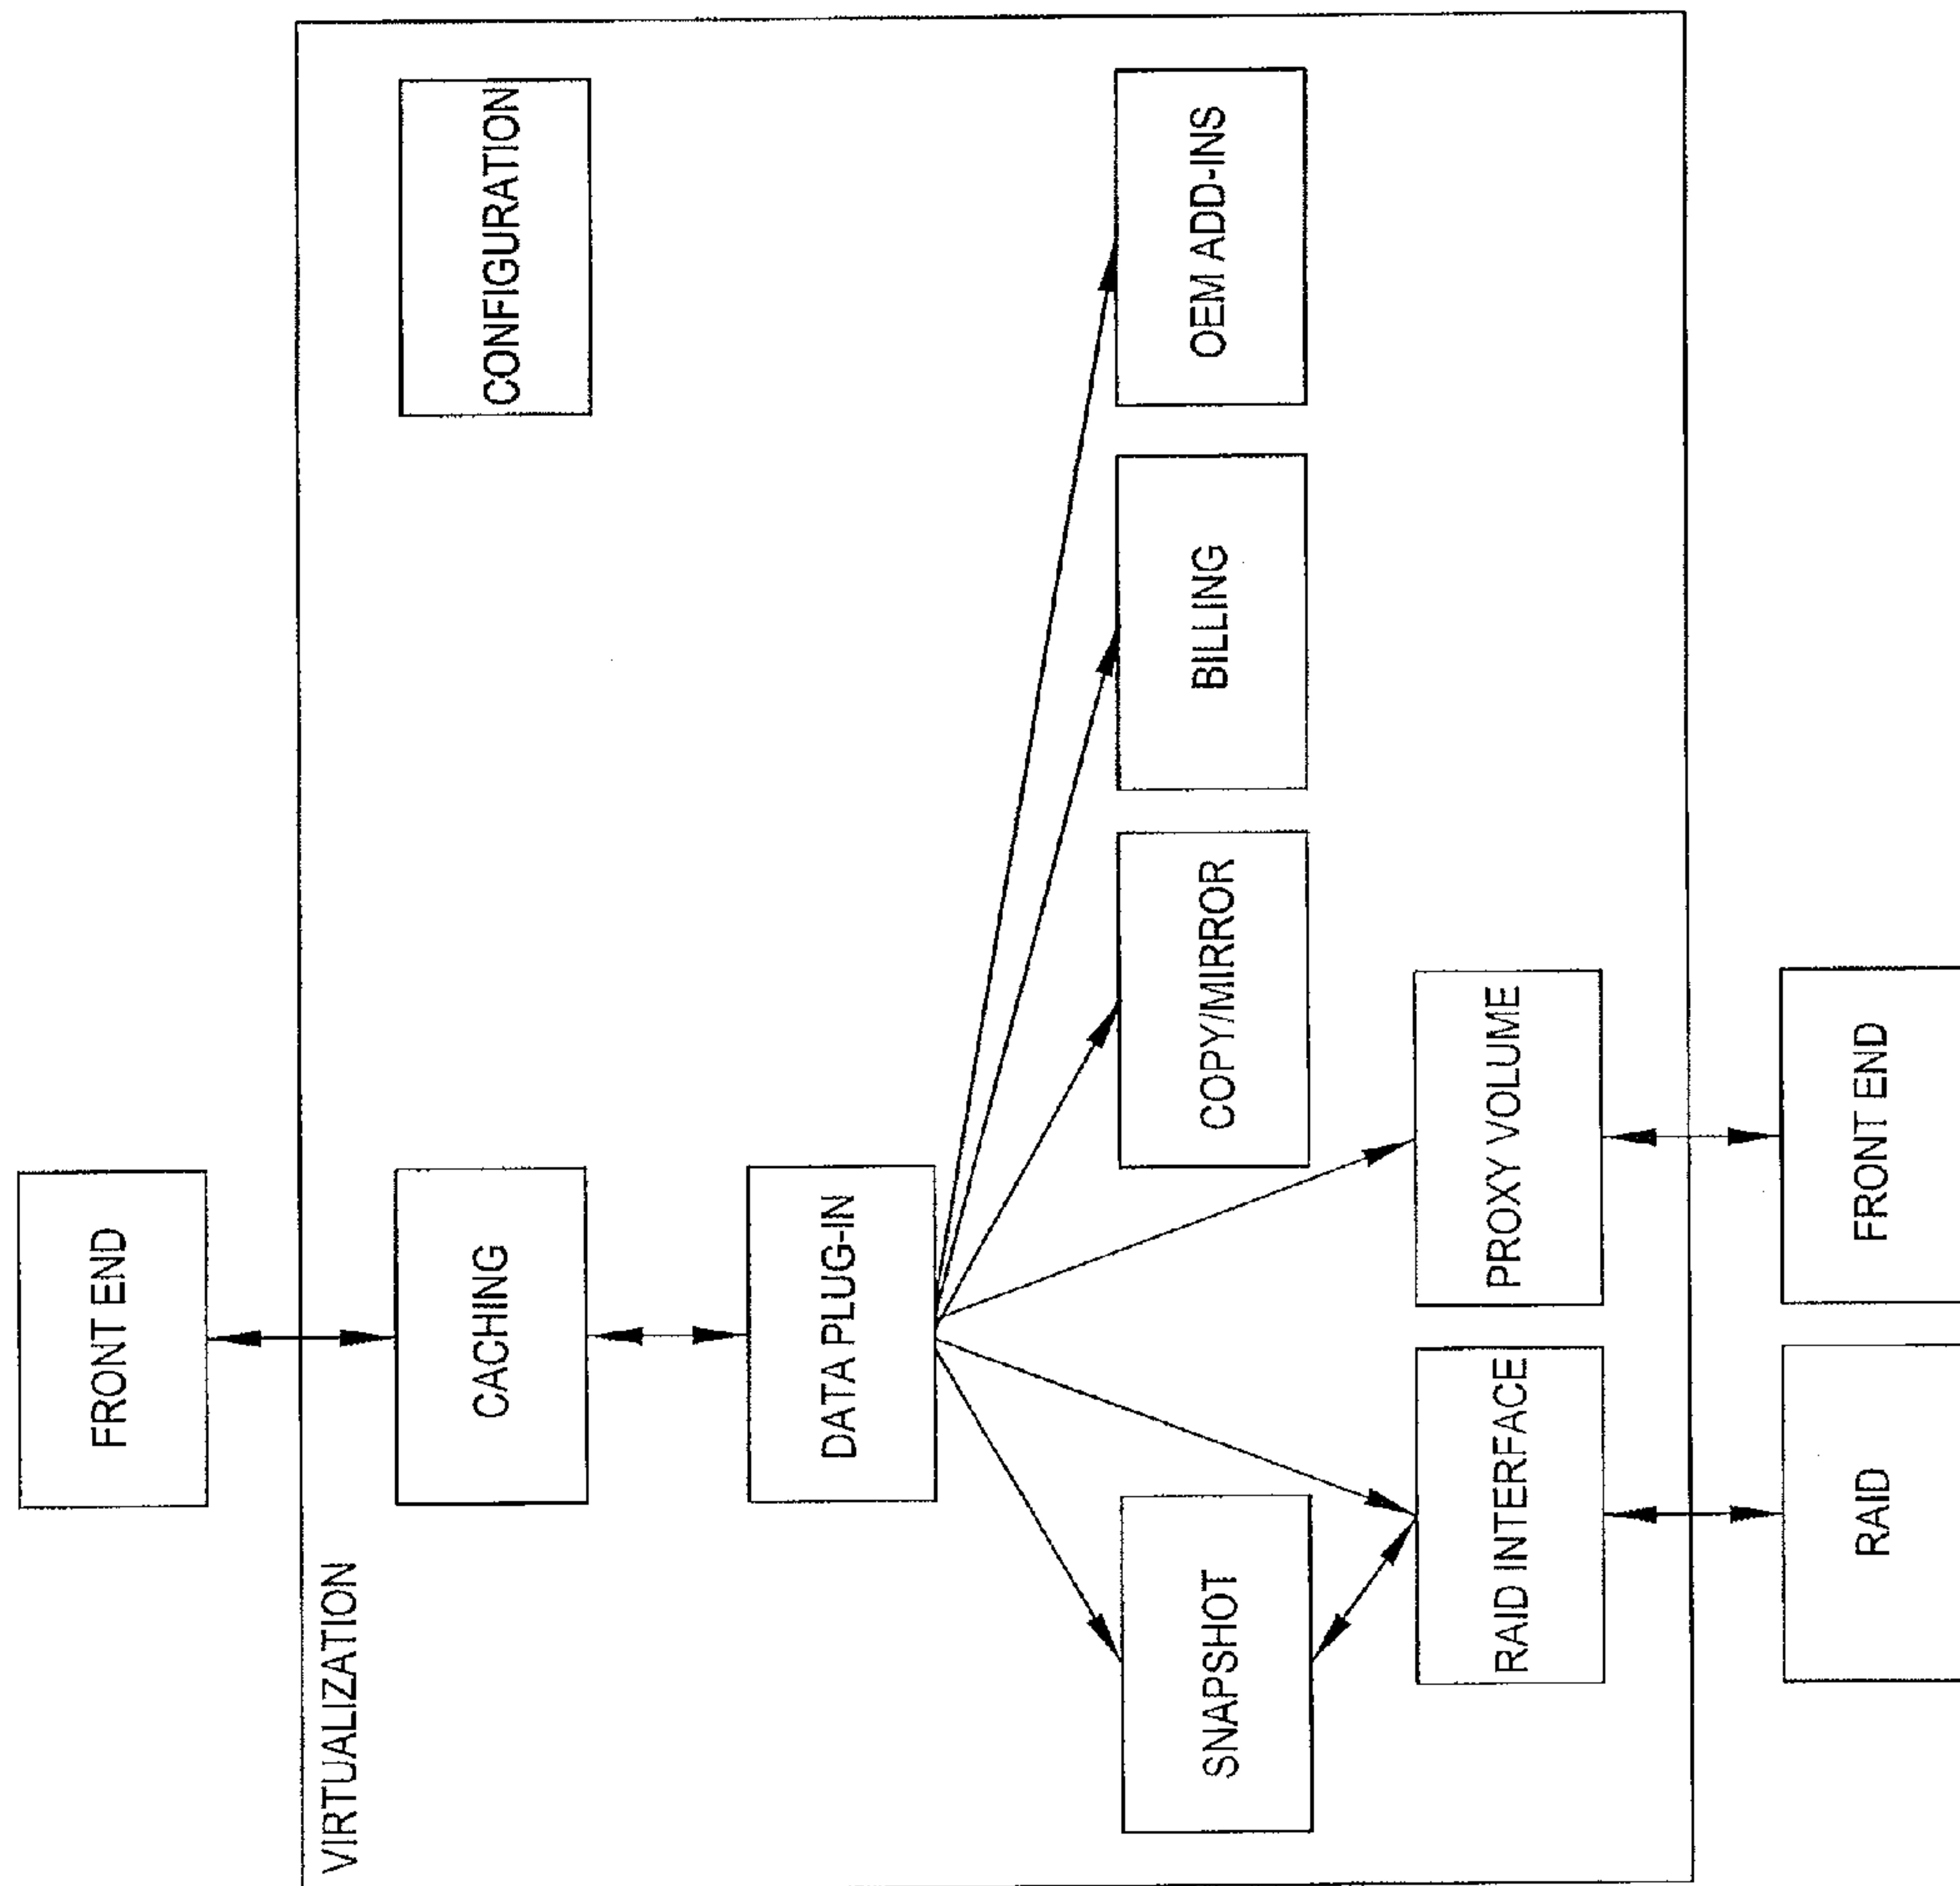 FRONT END
VIRTUALIZATION
CACHING
CONFIGURATION
DATA PLUG-IN
SNAPSHOT
COPY/MIRROR
BILLING
OEM ADD-INS
RAID INTERFACE
PROXY VOLUME
RAID
FRONT END